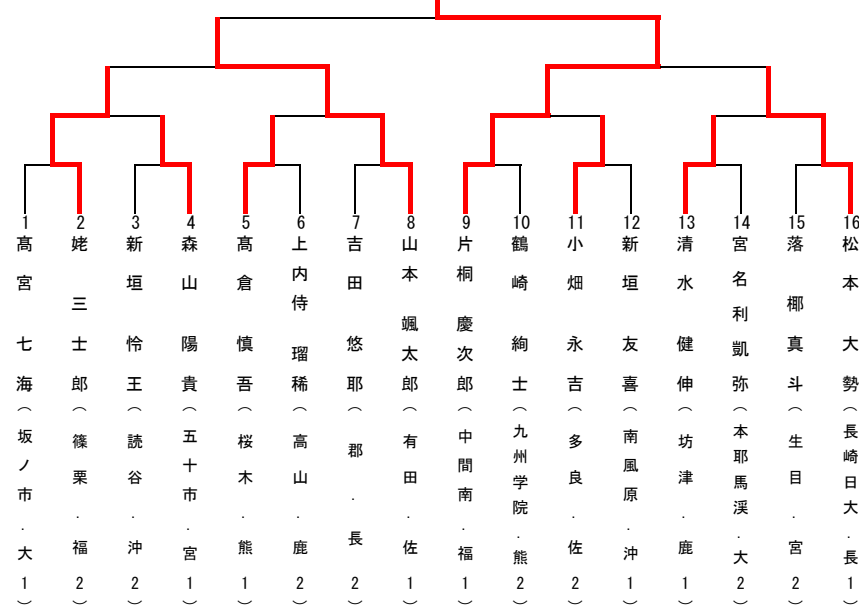 1 髙宮 七海（坂ノ市．大1）
2 姥 三士郎（篠栗．福2）
3 新垣 怜王（読谷．沖2）
4 森山 陽貴（五十市．宮1）
5 髙倉 慎吾（桜木．熊1）
6 上内侍 瑠稀（高山．鹿2）
7 吉田 悠耶（郡．長2）
8 山本 颯太郎（有田．佐1）
9 片桐 慶次郎（中間南．福1）
10 鶴崎 絢士（九州学院．熊2）
11 小畑 永吉（多良．佐2）
12 新垣 友喜（南風原．沖1）
13 清水 健伸（坊津．鹿1）
14 宮名利 凱弥（本耶馬渓．大2）
15 落 椰真斗（生目．宮2）
16 松本 大勢（長崎日大．長1）